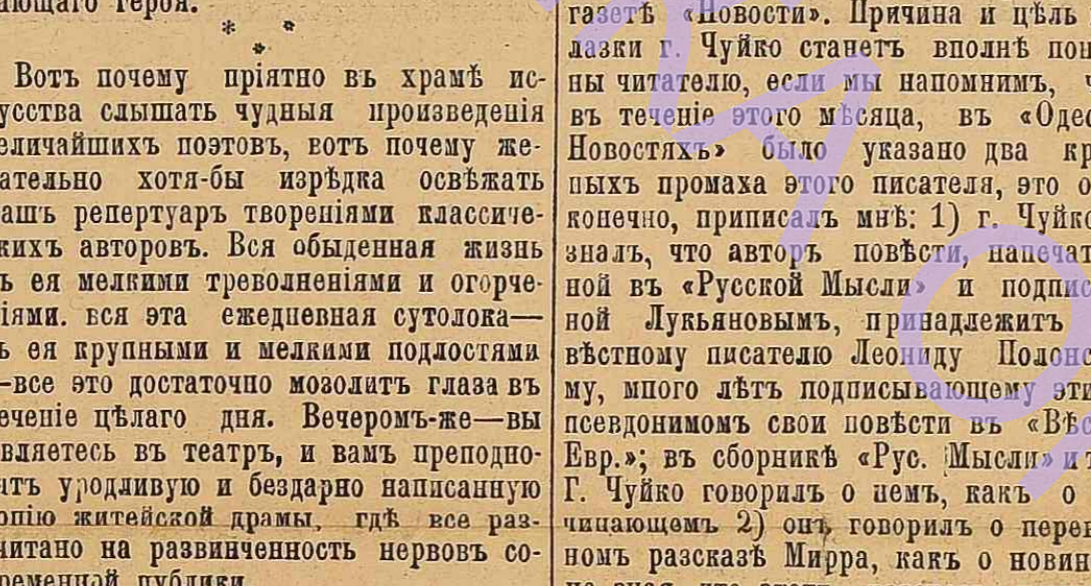 ающаго героя.
* * *
Вотъ почему пріятно въ храмѣ ис-
усства слышать чудныя произведенія
еличайшихъ поэтовъ, вотъ почему же-
ательно хотя-бы изрѣдка освѣжать
ашъ репертуаръ твореніями классиче-
кихъ авторовъ. Вся обыденная жизнь
ъ ея мелкими треволненіями и огорче-
іями. вся эта ежедневная сутолока—
ъ ея крупными и мелкими подлостями
—все это достаточно мозолитъ глаза въ
еченіе цѣлаго дня. Вечеромъ-же—вы
вляетесь въ театръ, и вамъ преподно-
ятъ уродливую и бездарно написанную
опію житейской драмы, гдѣ все раз-
читано на развинченность нервовъ со-
ременной публики
газетѣ «Новости». Причина и цѣль
лазки г. Чуйко станетъ вполнѣ пон
ны читателю, если мы напомнимъ,
въ теченіе этого мѣсяца, въ «Одес
Новостяхъ» было указано два кр
пыхъ промаха этого писателя, это о
конечно, приписалъ мнѣ: 1) г. Чуйко
зналъ, что авторъ повѣсти, напечат
ной въ «Русской Мысли» и подпис
ной Лукьяновымъ, принадлежитъ
вѣстному писателю Леониду Полонс
му, много лѣтъ подписывающему эти
псевдонимомъ свои повѣсти въ «Вѣс
Евр.»; въ сборникѣ «Рус. Мысли» и т
Г. Чуйко говорилъ о немъ, какъ о
чинающемъ 2) онъ говорилъ о перев
номъ разсказѣ Мирра, какъ о новин